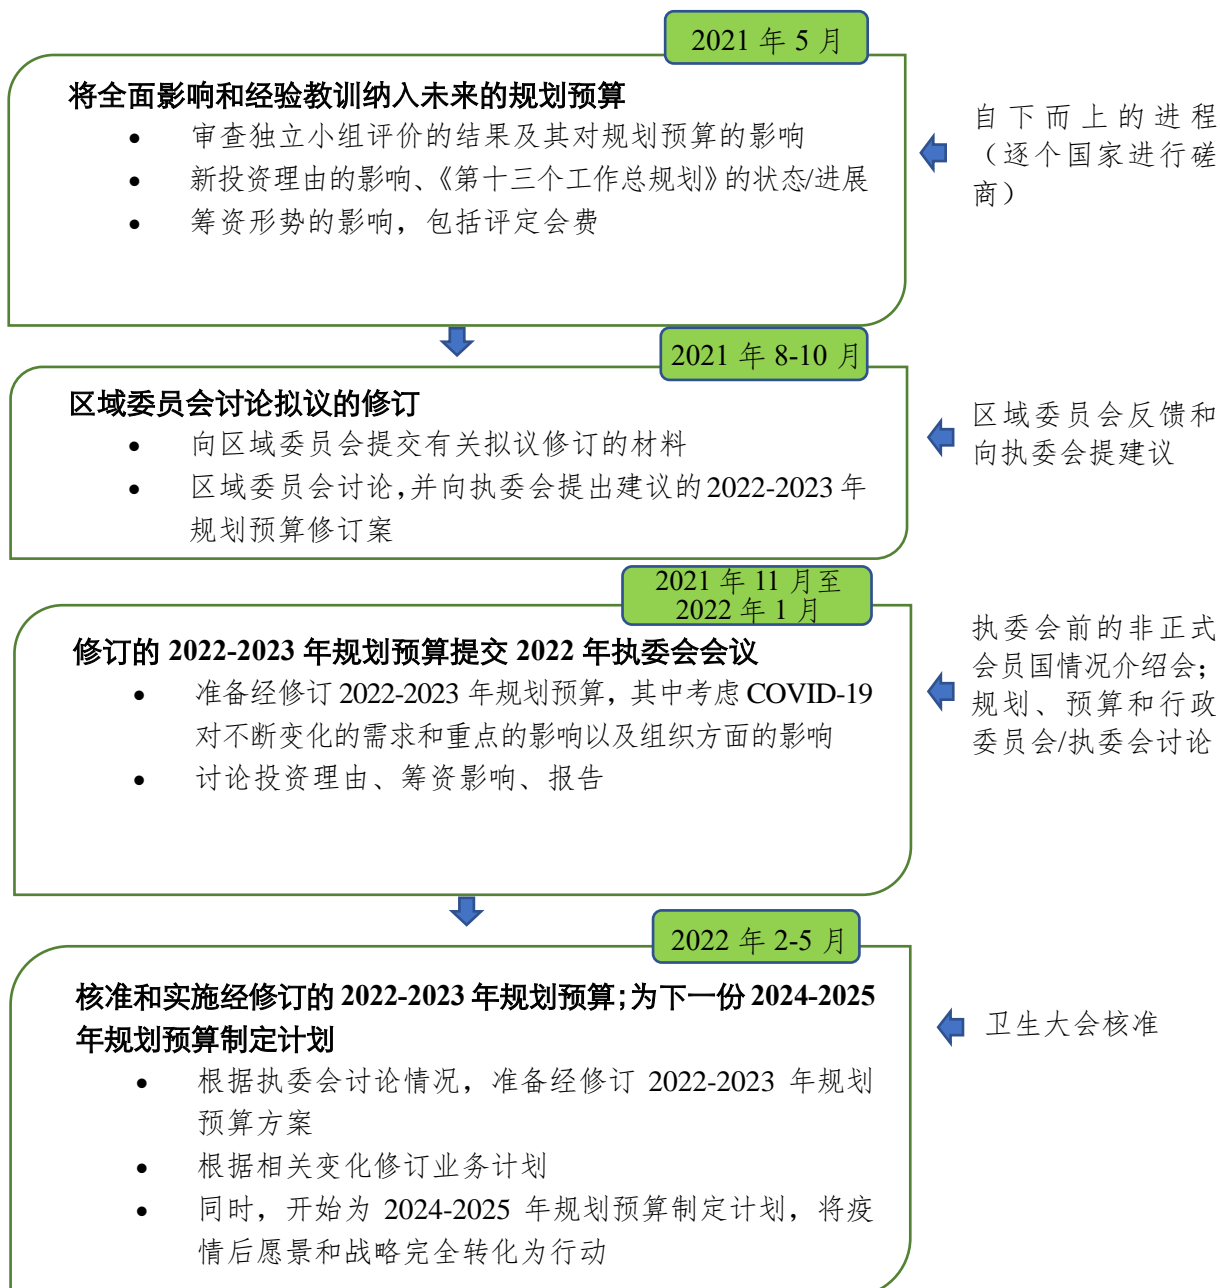 2021 年 5 月
将全面影响和经验教训纳入未来的规划预算
• 审查独立小组评价的结果及其对规划预算的影响
• 新投资理由的影响、《第十三个工作总规划》的状态/进展
• 筹资形势的影响，包括评定会费
自下而上的进程
（逐个国家进行磋
商）
2021 年 8-10 月
区域委员会讨论拟议的修订
• 向区域委员会提交有关拟议修订的材料
• 区域委员会讨论，并向执委会提出建议的 2022-2023 年
规划预算修订案
区域委员会反馈和
向执委会提建议
2021 年 11 月至
2022 年 1 月
修订的 2022-2023 年规划预算提交 2022 年执委会会议
• 准备经修订 2022-2023 年规划预算，其中考虑 COVID-19
对不断变化的需求和重点的影响以及组织方面的影响
• 讨论投资理由、筹资影响、报告
执委会前的非正式
会员国情况介绍会；
规划、预算和行政
委员会/执委会讨论
2022 年 2-5 月
核准和实施经修订的 2022-2023 年规划预算；为下一份 2024-2025
年规划预算制定计划
• 根据执委会讨论情况，准备经修订 2022-2023 年规划
预算方案
• 根据相关变化修订业务计划
• 同时，开始为 2024-2025 年规划预算制定计划，将疫
情后愿景和战略完全转化为行动
卫生大会核准